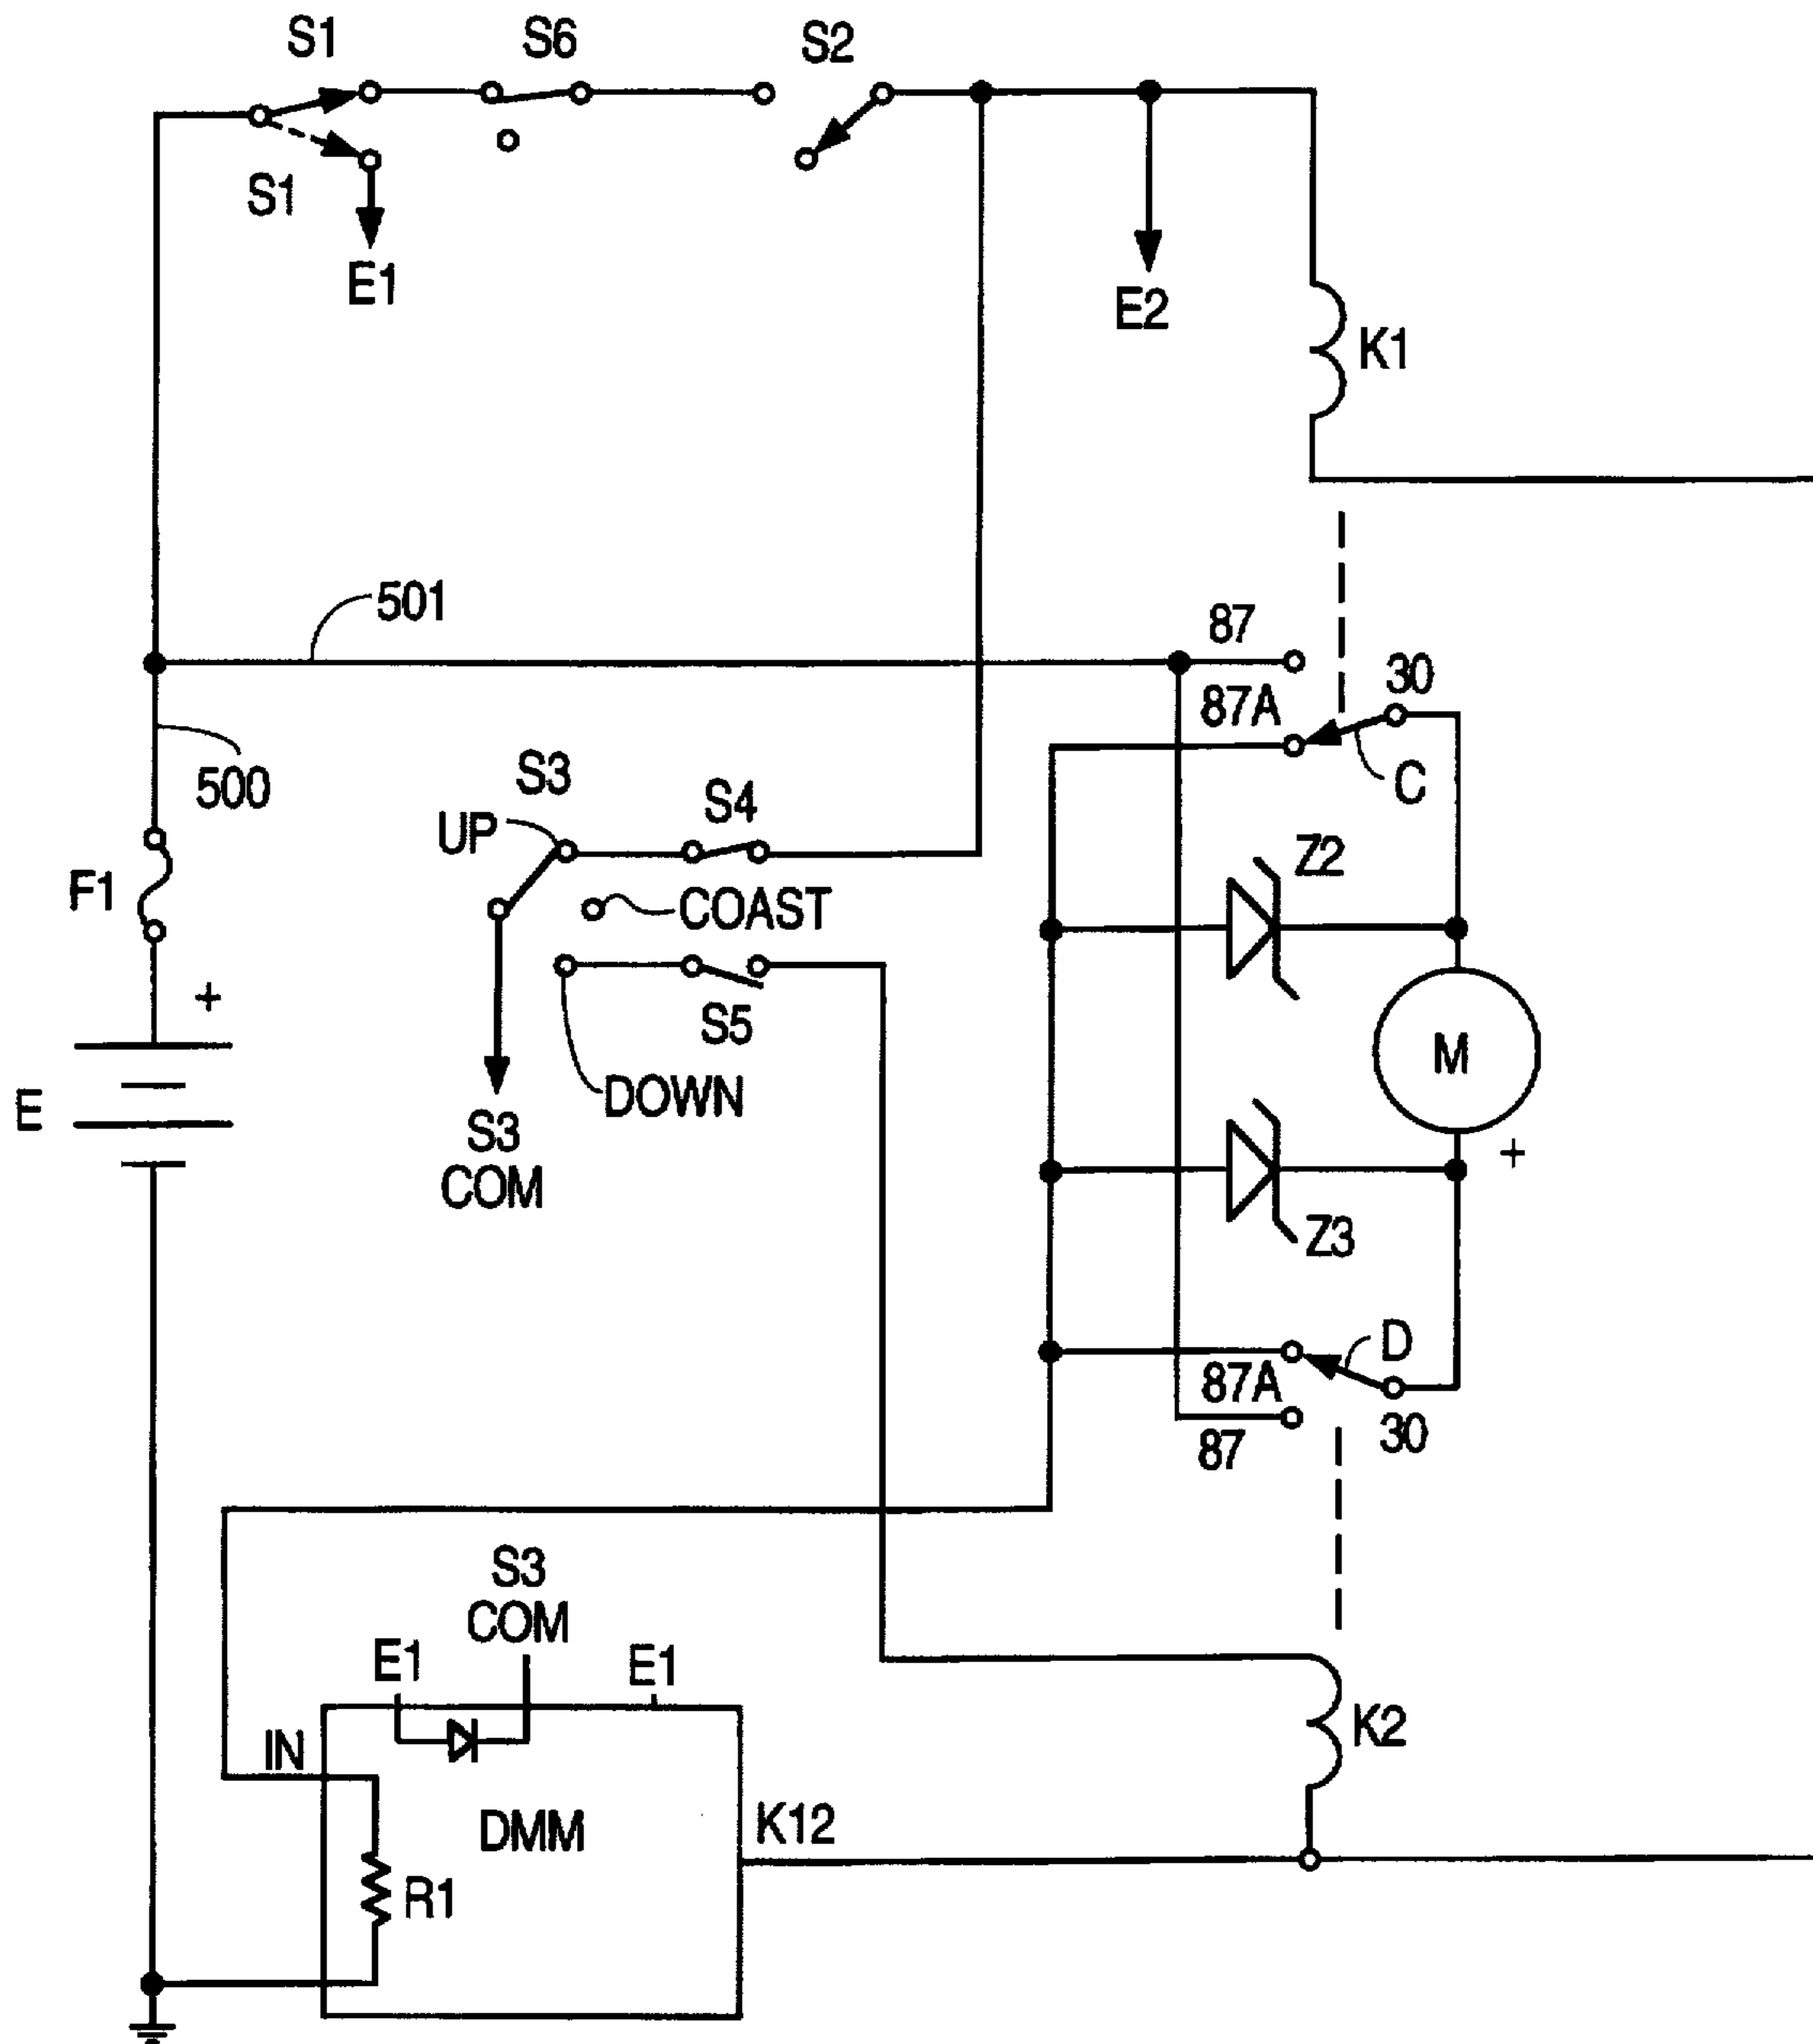 S1
S6
S2
S1
E1
E2
K1
501
87
30
87A
500
C
S3
S4
UP
Z2
F1
COAST
+
S5
M
E
DOWN
S3
COM
+
Z3
D
87A
30
87
S3
COM
E1
E1
IN
K2
K12
DMM
R1